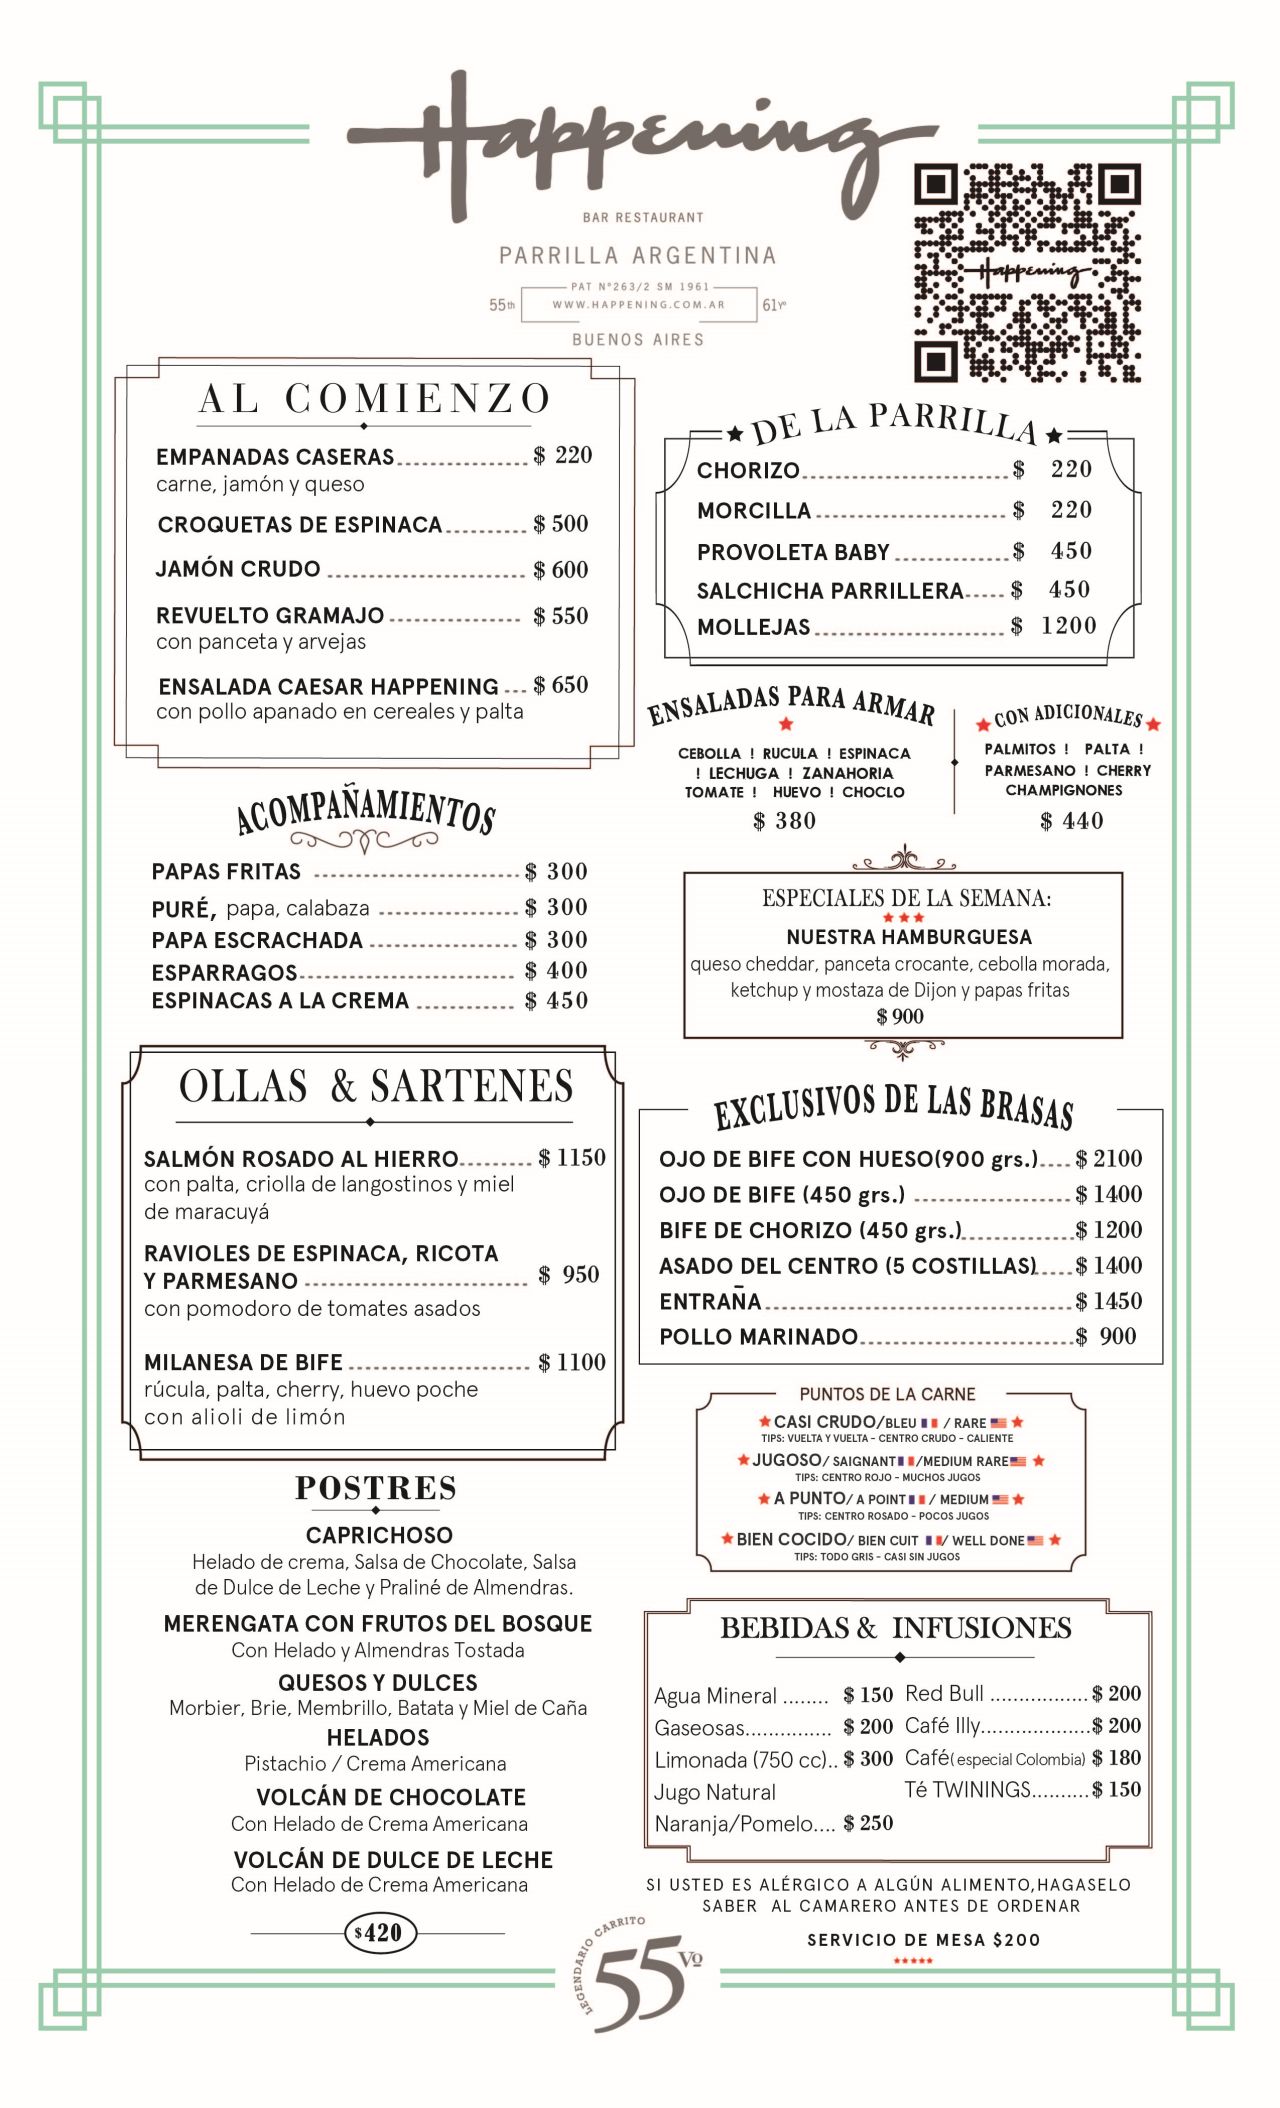 Happening
BAR RESTAURANT
PARRILLA ARGENTINA
PAT N°263/2 SM 1961
55th WWW.HAPPENING.COM.AR 61yº
BUENOS AIRES
Happening
AL COMIENZO
EMPANADAS CASERAS $ 220
carne, jamón y queso
CROQUETAS DE ESPINACA $ 500
JAMÓN CRUDO $ 600
REVUELTO GRAMAJO $ 550
con panceta y arvejas
ENSALADA CAESAR HAPPENING $ 650
con pollo apanado en cereales y palta
DE LA PARRILLA
CHORIZO $ 220
MORCILLA $ 220
PROVOLETA BABY $ 450
SALCHICHA PARRILLERA $ 450
MOLLEJAS $ 1200
ENSALADAS PARA ARMAR
CEBOLLA ! RUCULA ! ESPINACA
! LECHUGA ! ZANAHORIA
TOMATE ! HUEVO ! CHOCLO
$ 380
CON ADICIONALES
PALMITOS ! PALTA !
PARMESANO ! CHERRY
CHAMPIGNONES
$ 440
ACOMPAÑAMIENTOS
PAPAS FRITAS $ 300
PURÉ, papa, calabaza $ 300
PAPA ESCRACHADA $ 300
ESPARRAGOS $ 400
ESPINACAS A LA CREMA $ 450
ESPECIALES DE LA SEMANA:
NUESTRA HAMBURGUESA
queso cheddar, panceta crocante, cebolla morada,
ketchup y mostaza de Dijon y papas fritas
$ 900
OLLAS & SARTENES
SALMÓN ROSADO AL HIERRO $ 1150
con palta, criolla de langostinos y miel
de maracuyá
RAVIOLES DE ESPINACA, RICOTA
Y PARMESANO $ 950
con pomodoro de tomates asados
MILANESA DE BIFE $ 1100
rúcula, palta, cherry, huevo poche
con alioli de limón
EXCLUSIVOS DE LAS BRASAS
OJO DE BIFE CON HUESO(900 grs.) $ 2100
OJO DE BIFE (450 grs.) $ 1400
BIFE DE CHORIZO (450 grs.) $ 1200
ASADO DEL CENTRO (5 COSTILLAS) $ 1400
ENTRAÑA $ 1450
POLLO MARINADO $ 900
PUNTOS DE LA CARNE
CASI CRUDO/BLEU / RARE
TIPS: VUELTA Y VUELTA - CENTRO CRUDO - CALIENTE
JUGOSO/ SAIGNANT /MEDIUM RARE
TIPS: CENTRO ROJO - MUCHOS JUGOS
A PUNTO/ A POINT / MEDIUM
TIPS: CENTRO ROSADO - POCOS JUGOS
BIEN COCIDO/ BIEN CUIT / WELL DONE
TIPS: TODO GRIS - CASI SIN JUGOS
POSTRES
CAPRICHOSO
Helado de crema, Salsa de Chocolate, Salsa
de Dulce de Leche y Praliné de Almendras.
MERENGATA CON FRUTOS DEL BOSQUE
Con Helado y Almendras Tostada
QUESOS Y DULCES
Morbier, Brie, Membrillo, Batata y Miel de Caña
HELADOS
Pistachio / Crema Americana
VOLCÁN DE CHOCOLATE
Con Helado de Crema Americana
VOLCÁN DE DULCE DE LECHE
Con Helado de Crema Americana
$420
BEBIDAS & INFUSIONES
Agua Mineral ........ $ 150
Gaseosas............... $ 200
Limonada (750 cc).. $ 300
Jugo Natural
Naranja/Pomelo.... $ 250
Red Bull ................. $ 200
Café Illy................... $ 200
Café( especial Colombia) $ 180
Té TWININGS.......... $ 150
SI USTED ES ALÉRGICO A ALGÚN ALIMENTO,HAGASELO
SABER AL CAMARERO ANTES DE ORDENAR
SERVICIO DE MESA $200
LEGENDARIO CARRITO
55Vº